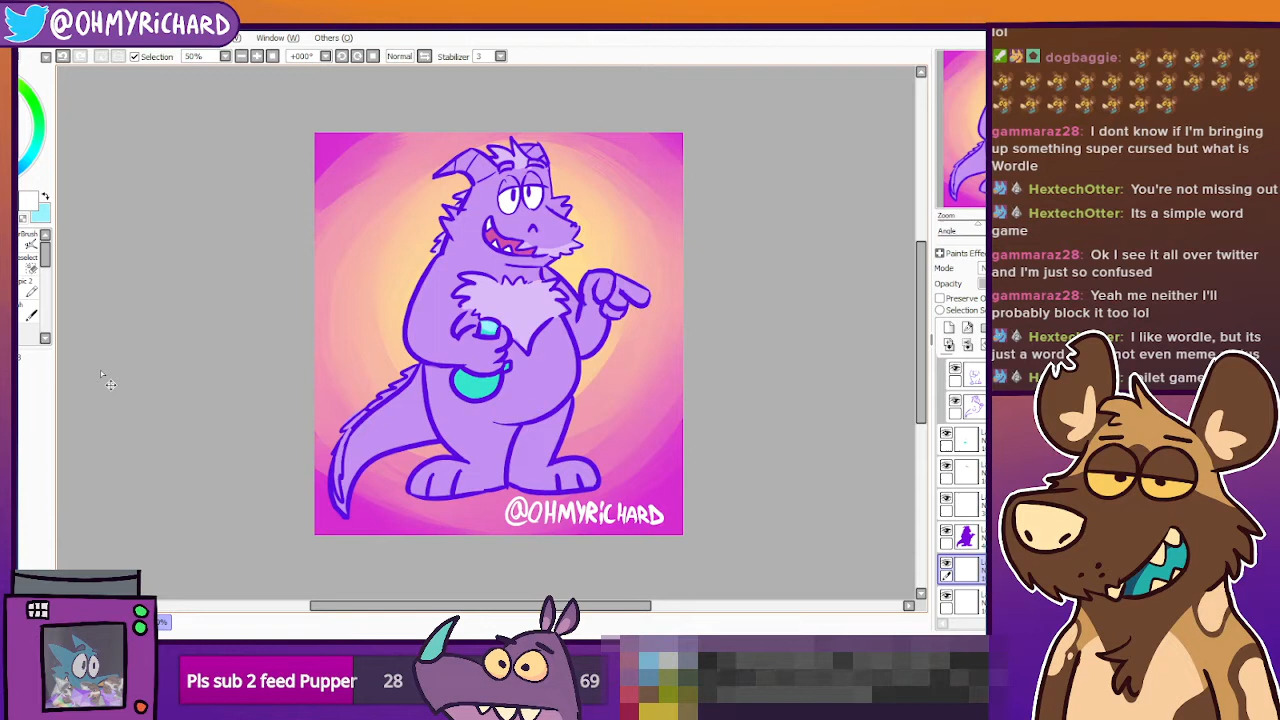 @OHMYRiCHARD
Window (W)
Others (O)
Selection
50%
+000°
Normal
Stabilizer
3
lol
dogbaggie:
gammaraz28: I dont know if I'm bringing
up something super cursed but what is
Wordle
HextechOtter: You're not missing out
HextechOtter: Its a simple word
game
gammaraz28: Ok I see it all over twitter
and I'm just so confused
gammaraz28: Yeah me neither I'll
probably block it too lol
HextechOtter: I like wordle, but its
just a word not even meme
Zoom
Angle
Paints Effe
Mode
Opacity
Preserve O
Selection S
@OHMYRiCHARD
Pls sub 2 feed Pupper
28
69